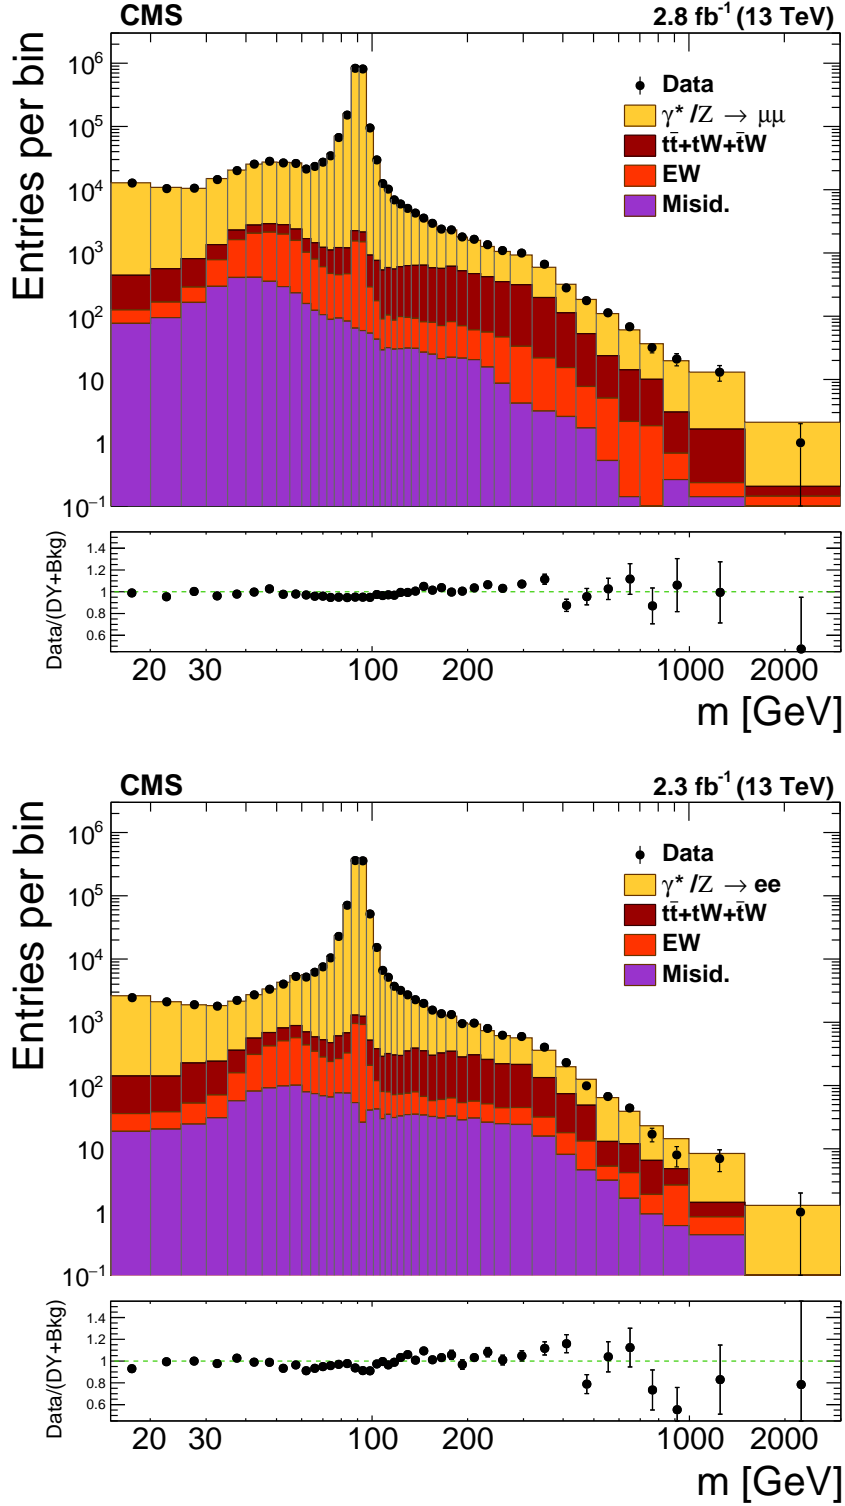 CMS 2.8 fb⁻¹ (13 TeV)
Entries per bin
10⁶
10⁵
10⁴
10³
10²
10
1
10⁻¹
Data
γ* /Z → μμ
tt̄+tW+t̄W
EW
Misid.
Data/(DY+Bkg)
1.4
1.2
1
0.8
0.6
20 30 100 200 1000 2000
m [GeV]
CMS 2.3 fb⁻¹ (13 TeV)
Entries per bin
10⁶
10⁵
10⁴
10³
10²
10
1
10⁻¹
Data
γ* /Z → ee
tt̄+tW+t̄W
EW
Misid.
Data/(DY+Bkg)
1.4
1.2
1
0.8
0.6
20 30 100 200 1000 2000
m [GeV]